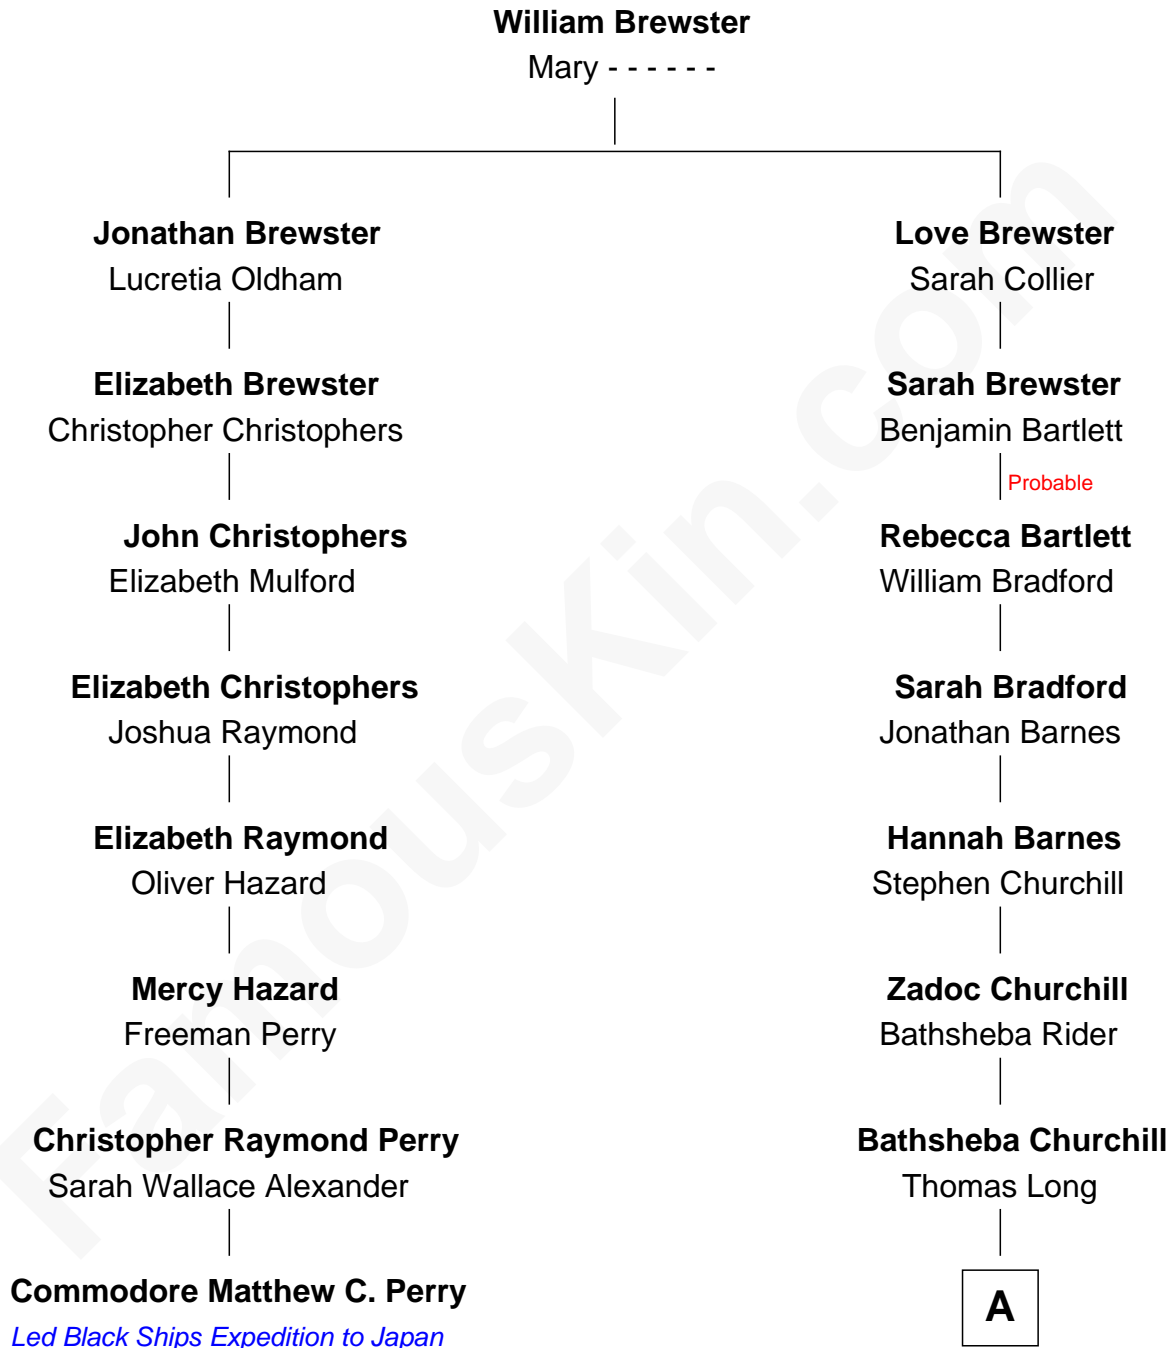 William Brewster
Mary - - - - - -
Jonathan Brewster
Lucretia Oldham
Love Brewster
Sarah Collier
Elizabeth Brewster
Christopher Christophers
Sarah Brewster
Benjamin Bartlett
Probable
John Christophers
Elizabeth Mulford
Rebecca Bartlett
William Bradford
Elizabeth Christophers
Joshua Raymond
Sarah Bradford
Jonathan Barnes
Elizabeth Raymond
Oliver Hazard
Hannah Barnes
Stephen Churchill
Mercy Hazard
Freeman Perry
Zadoc Churchill
Bathsheba Rider
Christopher Raymond Perry
Sarah Wallace Alexander
Bathsheba Churchill
Thomas Long
Commodore Matthew C. Perry
Led Black Ships Expedition to Japan
A
FamousKin.com